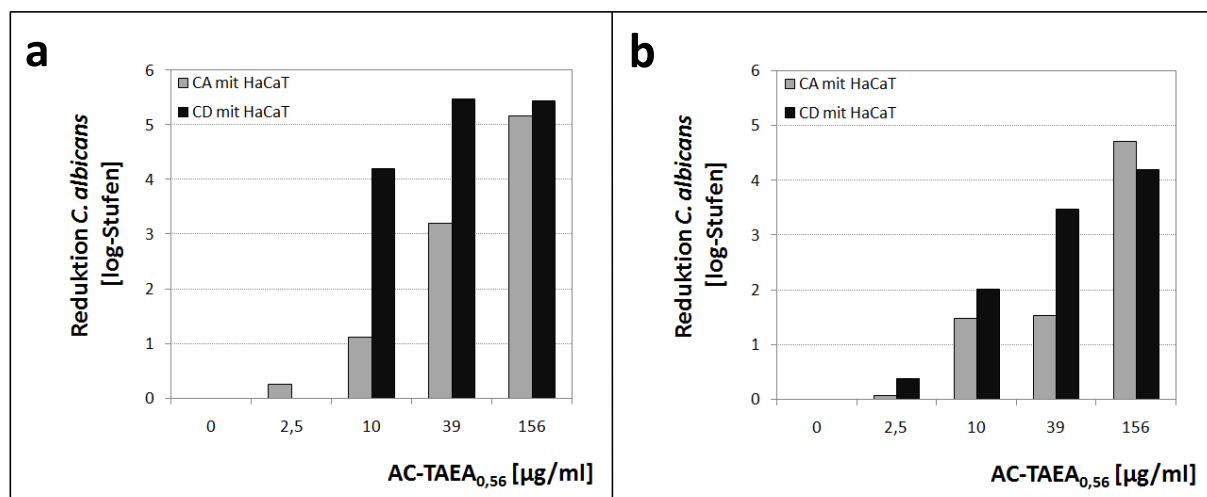 a
Reduktion C. albicans
[log-Stufen]
6
5
4
3
2
1
0
CA mit HaCaT
CD mit HaCaT
0 2,5 10 39 156
AC-TAEA0,56 [µg/ml]
b
Reduktion C. albicans
[log-Stufen]
6
5
4
3
2
1
0
CA mit HaCaT
CD mit HaCaT
0 2,5 10 39 156
AC-TAEA0,56 [µg/ml]